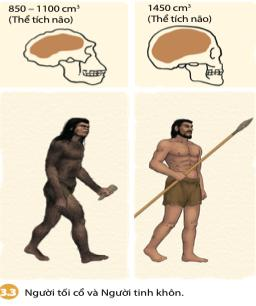 850 – 1100 cm³
(Thể tích não)
1450 cm³
(Thể tích não)
3.3 Người tối cổ và Người tinh khôn.